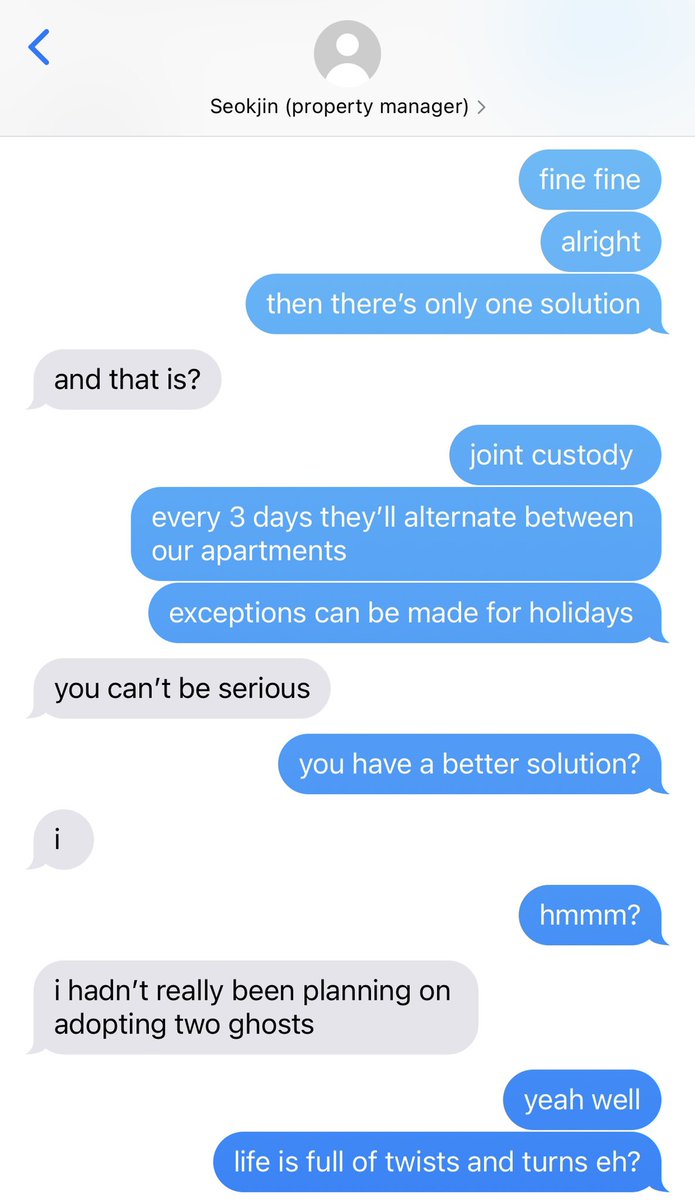 Seokjin (property manager)
fine fine
alright
then there’s only one solution
and that is?
joint custody
every 3 days they’ll alternate between
our apartments
exceptions can be made for holidays
you can’t be serious
you have a better solution?
i
hmmm?
i hadn’t really been planning on
adopting two ghosts
yeah well
life is full of twists and turns eh?